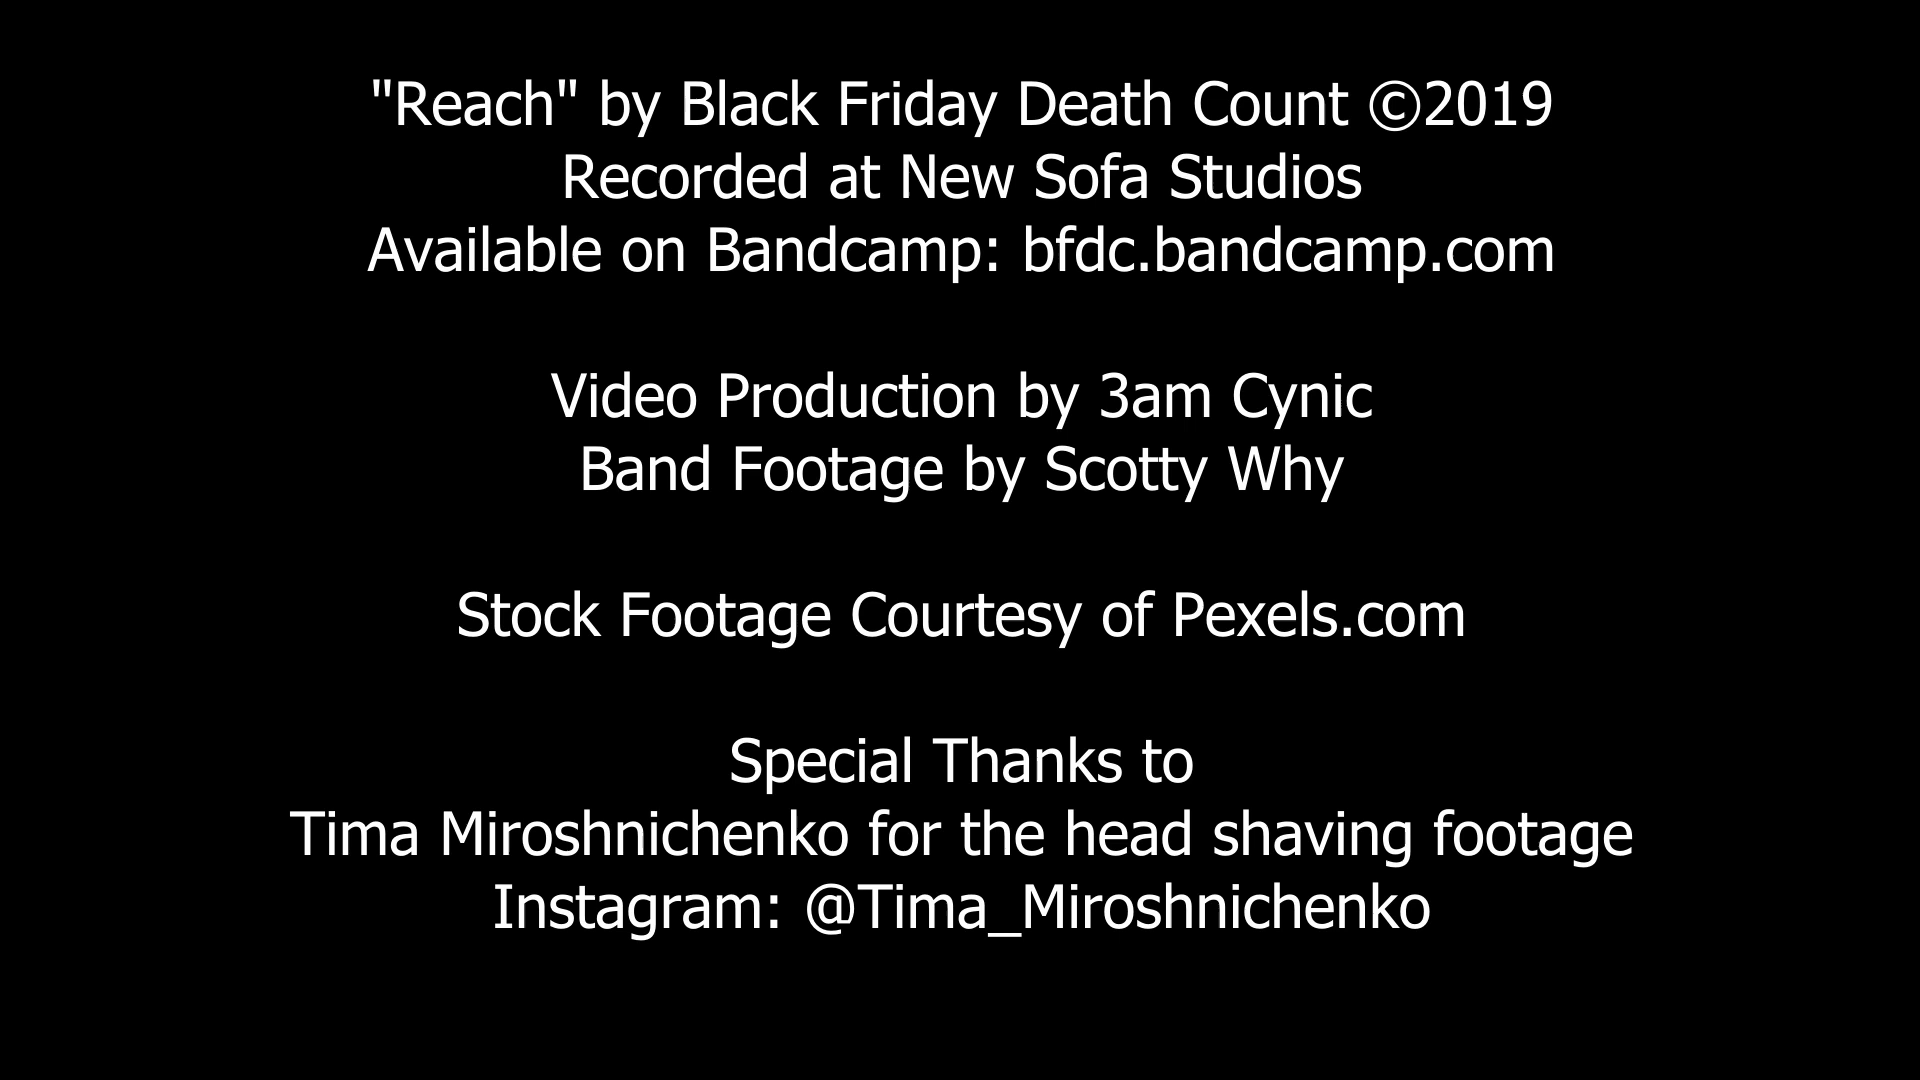 "Reach" by Black Friday Death Count ©2019
Recorded at New Sofa Studios
Available on Bandcamp: bfdc.bandcamp.com
Video Production by 3am Cynic
Band Footage by Scotty Why
Stock Footage Courtesy of Pexels.com
Special Thanks to
Tima Miroshnichenko for the head shaving footage
Instagram: @Tima_Miroshnichenko